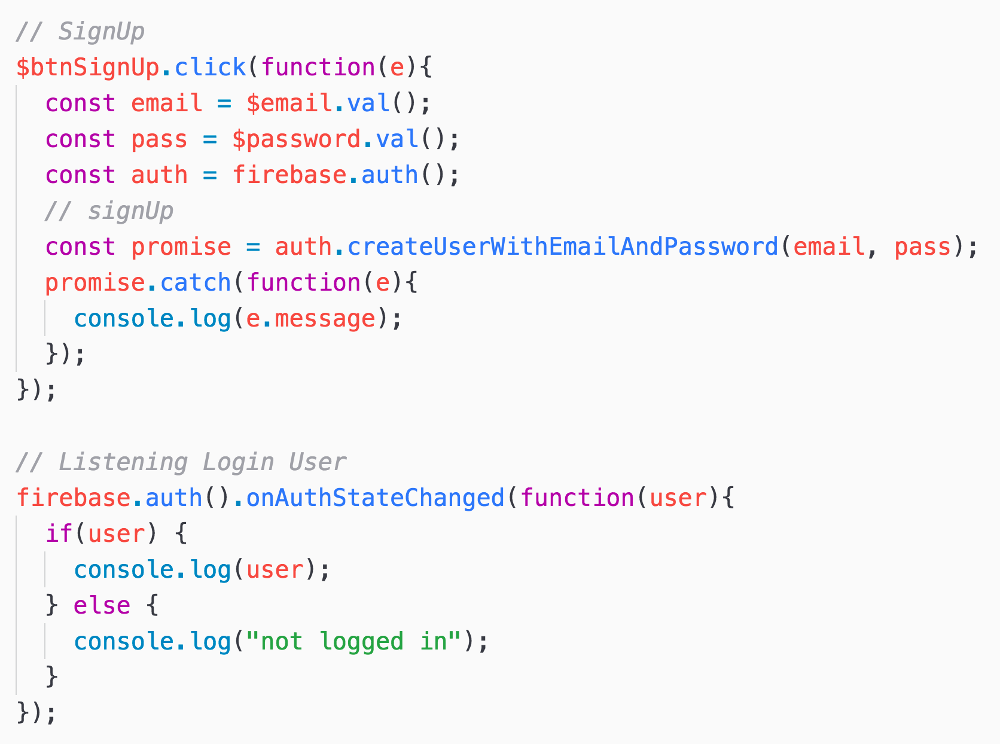 // SignUp
$btnSignUp.click(function(e){
  const email = $email.val();
  const pass = $password.val();
  const auth = firebase.auth();
  // signUp
  const promise = auth.createUserWithEmailAndPassword(email, pass);
  promise.catch(function(e){
    console.log(e.message);
  });
});

// Listening Login User
firebase.auth().onAuthStateChanged(function(user){
  if(user) {
    console.log(user);
  } else {
    console.log("not logged in");
  }
});